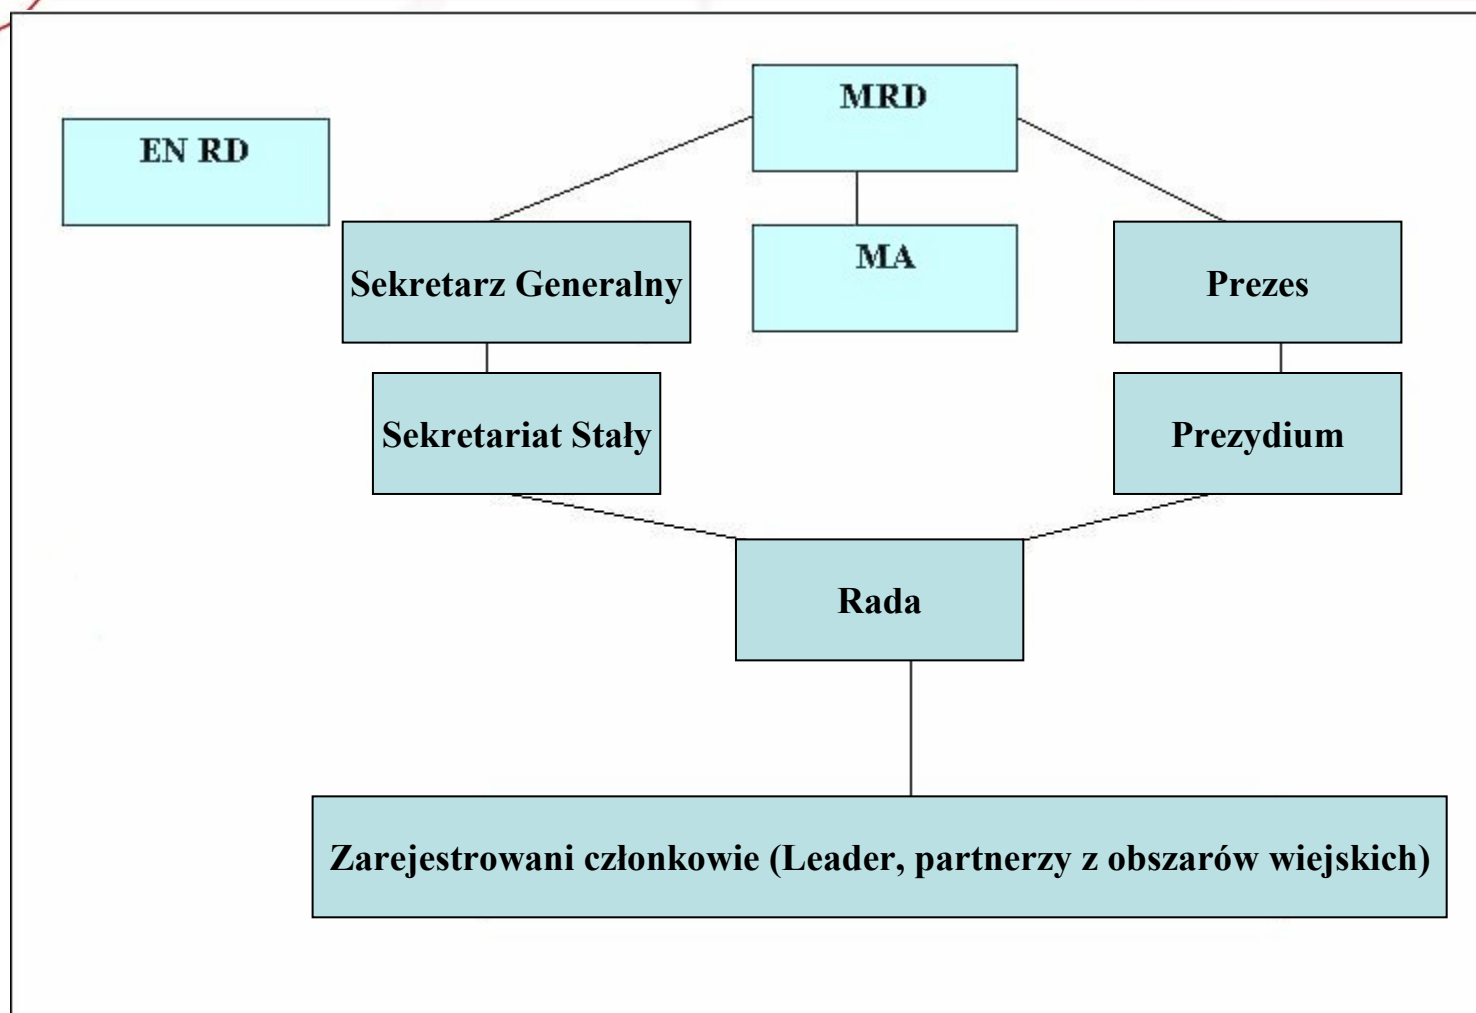 MRD
EN RD
MA
Sekretarz Generalny
Prezes
Sekretariat Stały
Prezydium
Rada
Zarejestrowani członkowie (Leader, partnerzy z obszarów wiejskich)